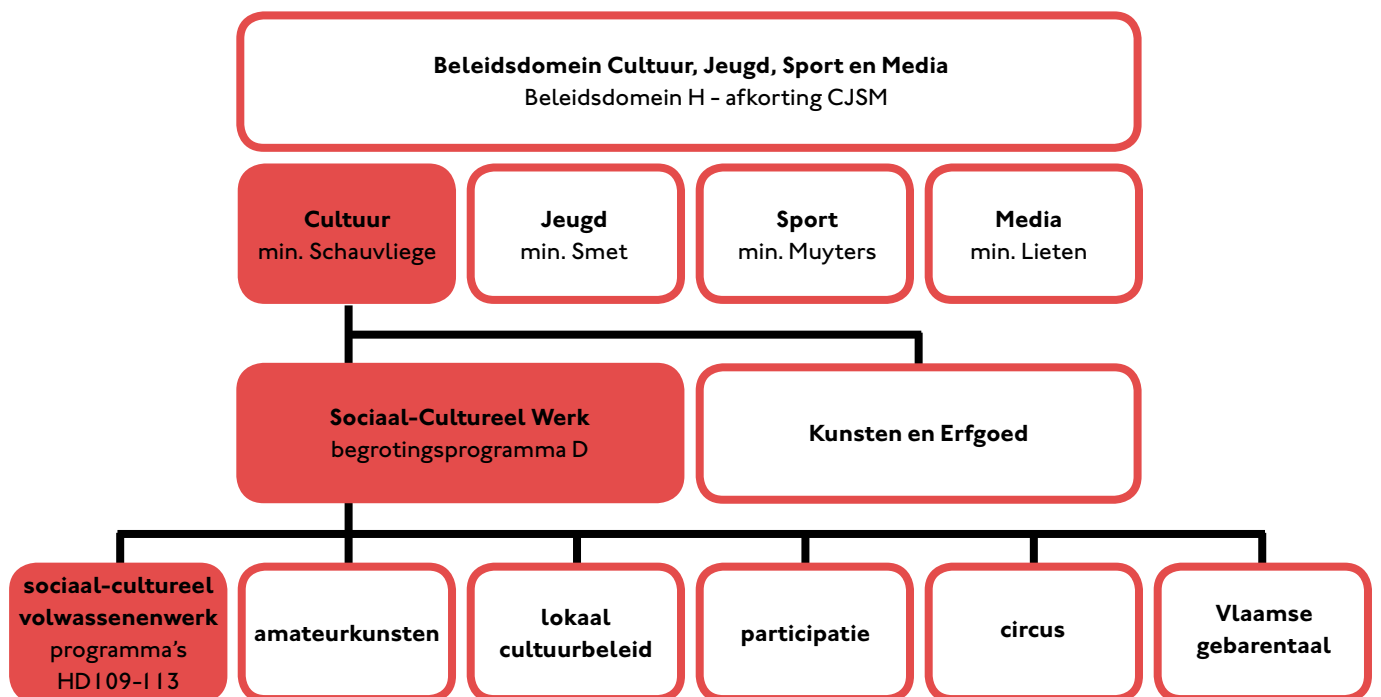 Beleidsdomein Cultuur, Jeugd, Sport en Media
Beleidsdomein H - afkorting CJSM
Cultuur
min. Schauvliege
Jeugd
min. Smet
Sport
min. Muyters
Media
min. Lieten
Sociaal-Cultureel Werk
begrotingsprogramma D
Kunsten en Erfgoed
sociaal-cultureel
volwassenenwerk
programma's
HD109-113
amateurkunsten
lokaal
cultuurbeleid
participatie
circus
Vlaamse
gebarentaal